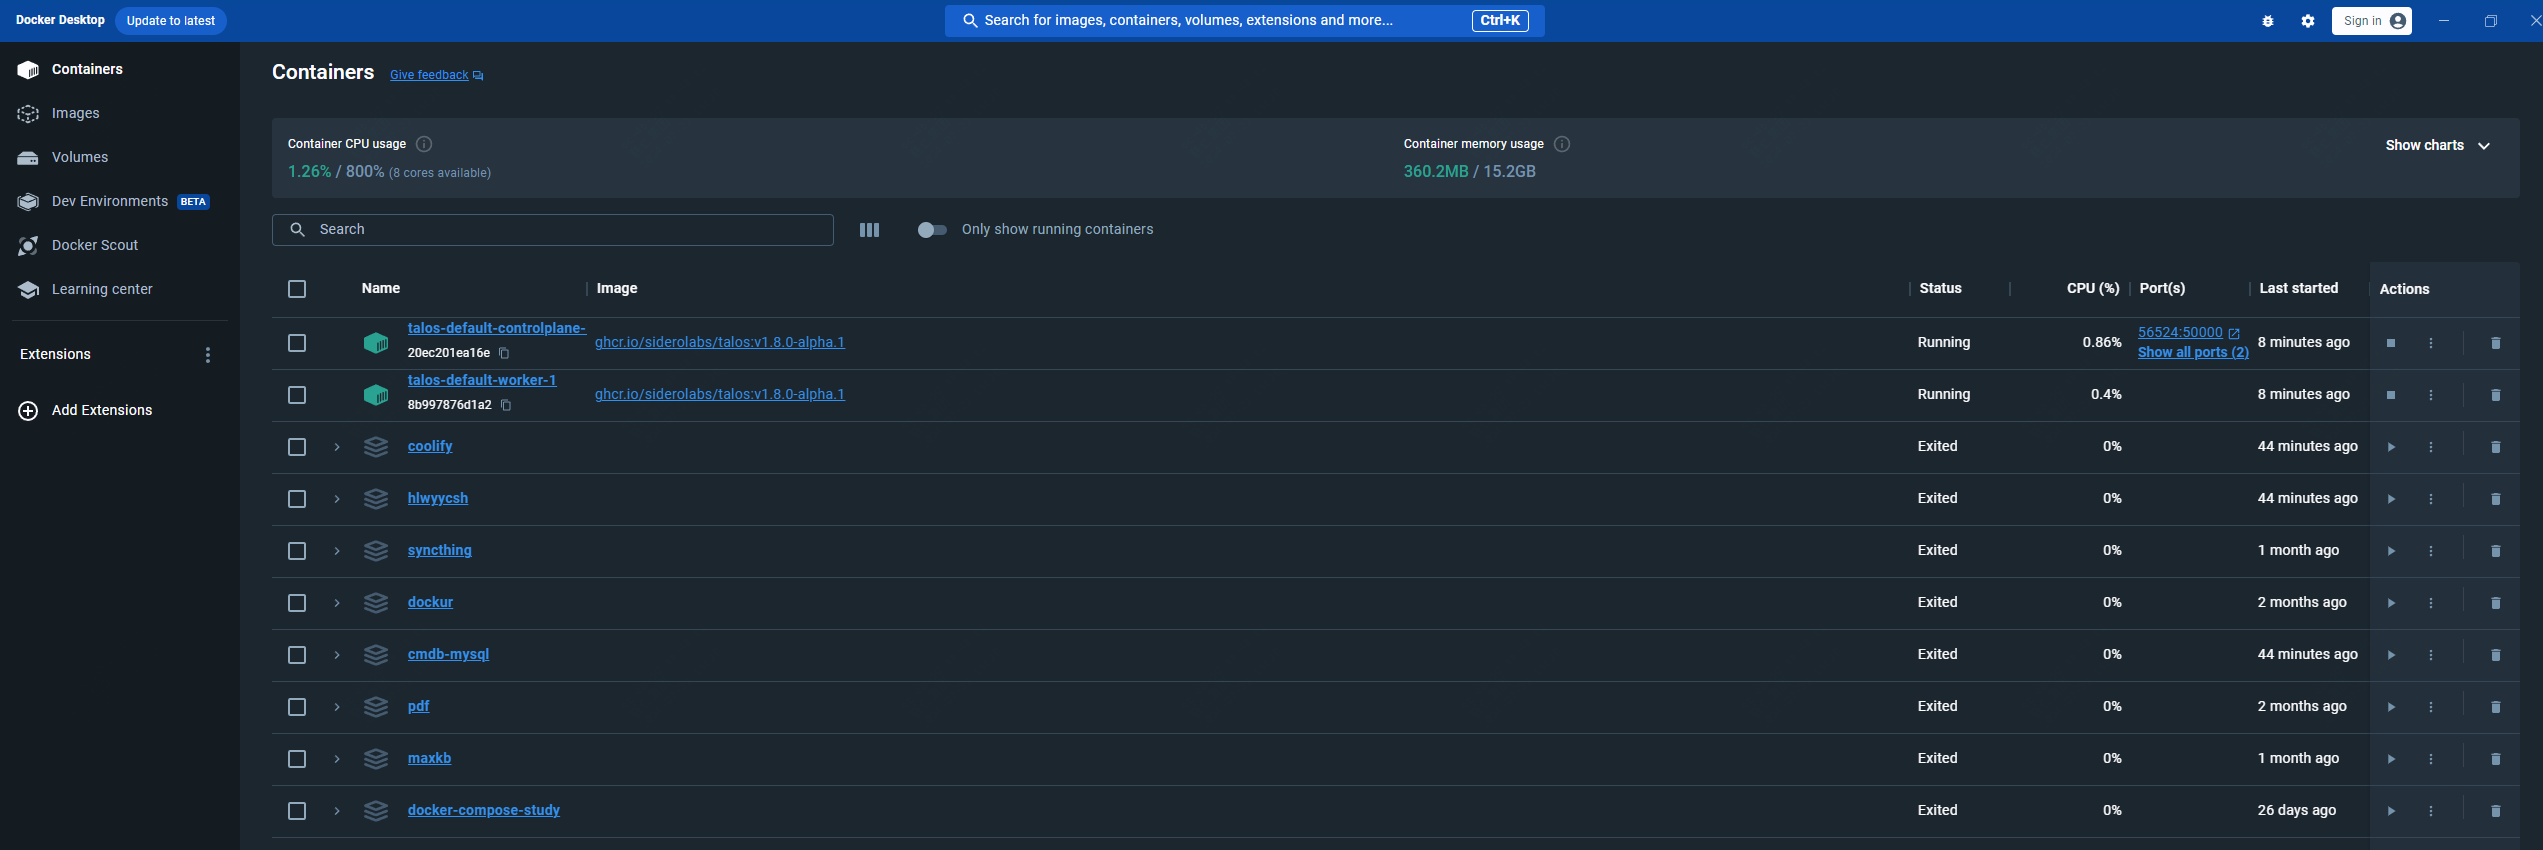 Docker Desktop Update to latest Search for images, containers, volumes, extensions and more... Ctrl+K Sign in
Containers
Images
Volumes
Dev Environments BETA
Docker Scout
Learning center
Extensions
Add Extensions
Containers Give feedback
Container CPU usage
1.26% / 800% (8 cores available)
Container memory usage
360.2MB / 15.2GB
Show charts
Search
Only show running containers
Name Image Status CPU (%) Port(s) Last started Actions
talos-default-controlplane-
20ec201ea16e
ghcr.io/siderolabs/talos:v1.8.0-alpha.1 Running 0.86%
56524:50000
Show all ports (2)
8 minutes ago
talos-default-worker-1
8b997876d1a2
ghcr.io/siderolabs/talos:v1.8.0-alpha.1 Running 0.4% 8 minutes ago
coolify Exited 0% 44 minutes ago
hlwyycsh Exited 0% 44 minutes ago
syncthing Exited 0% 1 month ago
dockur Exited 0% 2 months ago
cmdb-mysql Exited 0% 44 minutes ago
pdf Exited 0% 2 months ago
maxkb Exited 0% 1 month ago
docker-compose-study Exited 0% 26 days ago